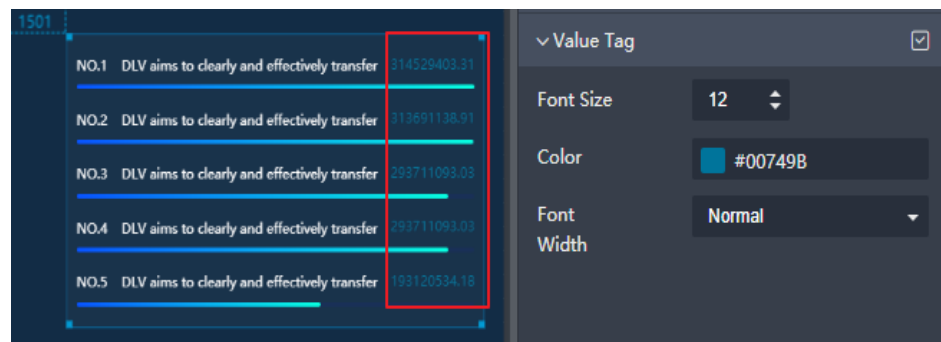 1501
NO.1 DLV aims to clearly and effectively transfer 314529403.31
NO.2 DLV aims to clearly and effectively transfer 313691138.91
NO.3 DLV aims to clearly and effectively transfer 293711093.03
NO.4 DLV aims to clearly and effectively transfer 293711093.03
NO.5 DLV aims to clearly and effectively transfer 193120534.18
Value Tag
Font Size 12
Color #00749B
Font Width Normal